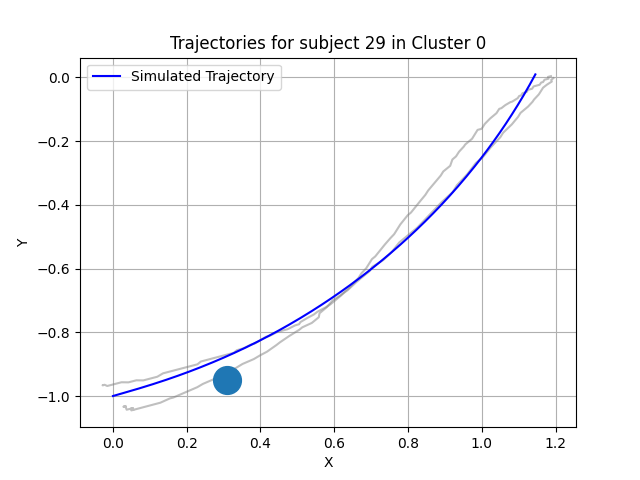 Trajectories for subject 29 in Cluster 0
Simulated Trajectory
0.0
−0.2
−0.4
−0.6
−0.8
−1.0
Y
0.0 0.2 0.4 0.6 0.8 1.0 1.2
X